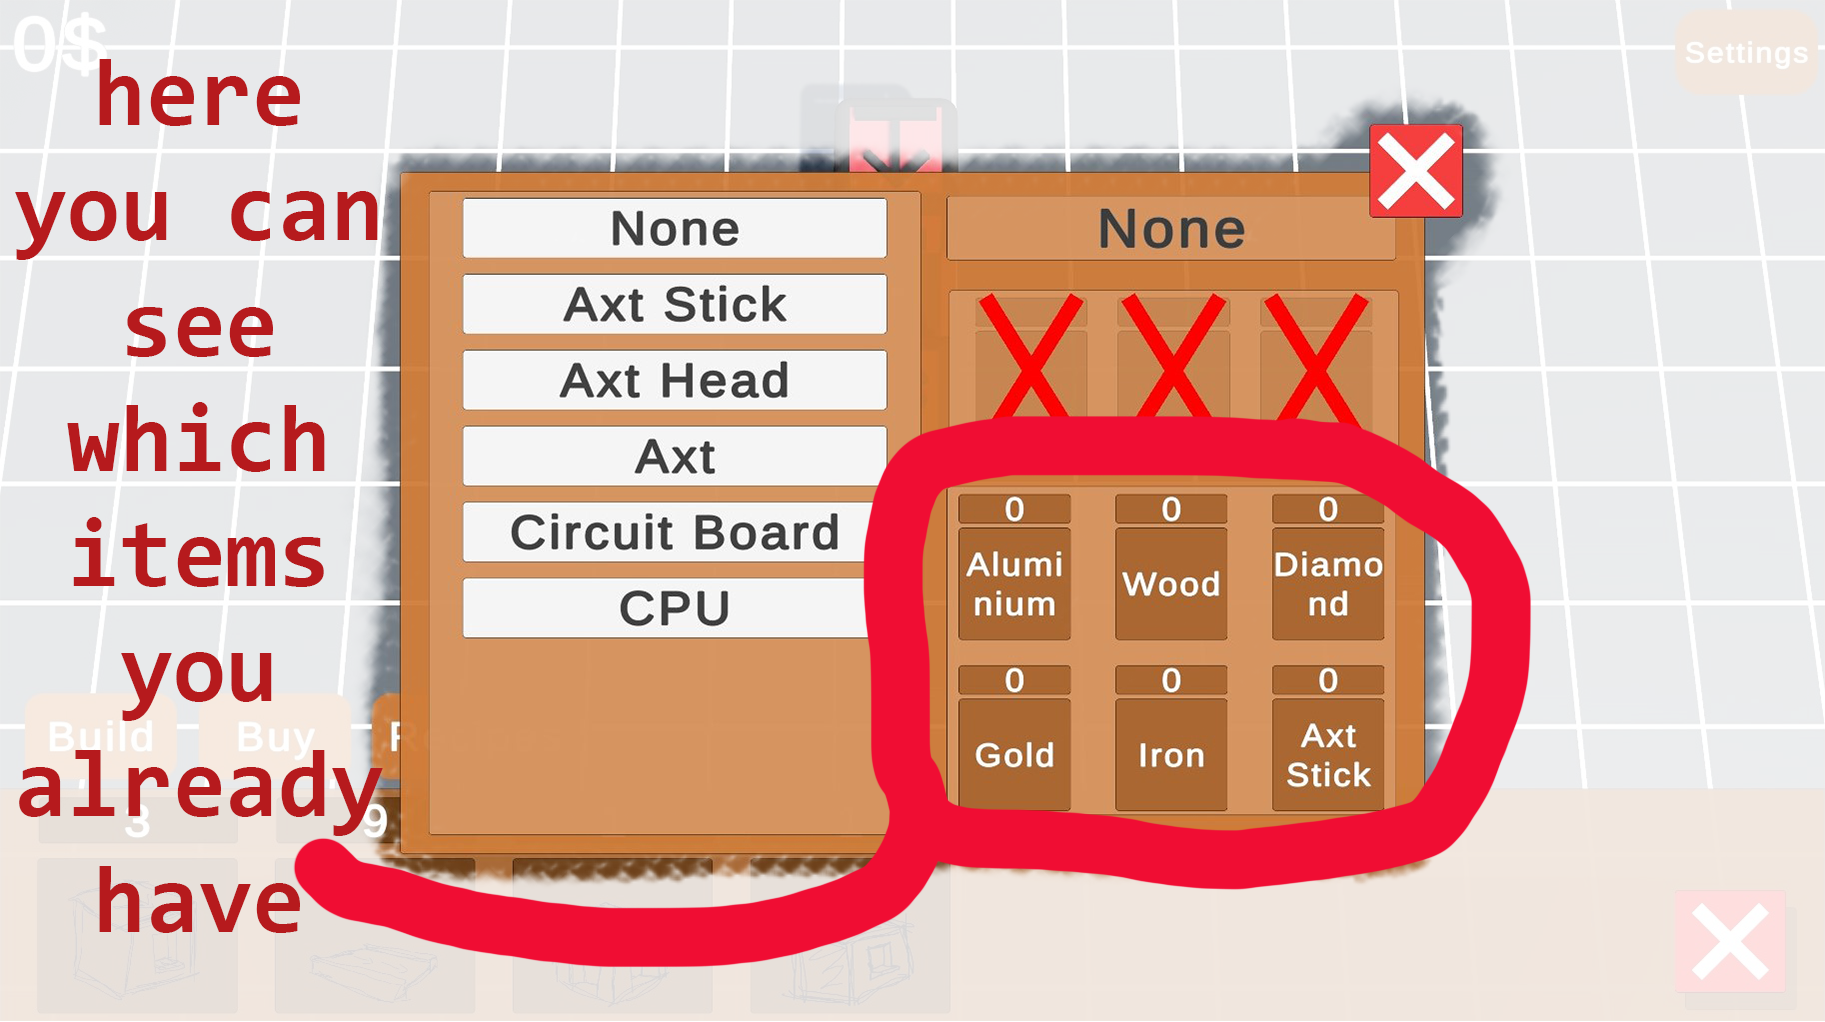 0$
Settings
here
you can
see
which
items
you
already
have
None
Axt Stick
Axt Head
Axt
Circuit Board
CPU
None
0
0
0
Alumi
nium
Wood
Diamo
nd
0
0
0
Gold
Iron
Axt
Stick
Build
Buy
3
9